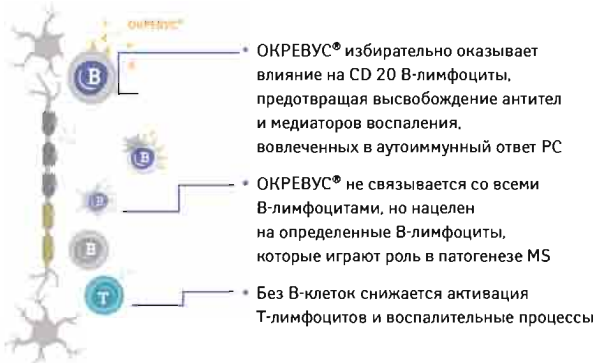 ОКРЕВУС®
B
• ОКРЕВУС® избирательно оказывает
влияние на CD 20 В-лимфоциты,
предотвращая высвобождение антител
и медиаторов воспаления,
вовлеченных в аутоиммунный ответ РС
B
• ОКРЕВУС® не связывается со всеми
В-лимфоцитами, но нацелен
на определенные В-лимфоциты,
которые играют роль в патогенезе MS
B
B
• Без В-клеток снижается активация
Т-лимфоцитов и воспалительные процессы
T